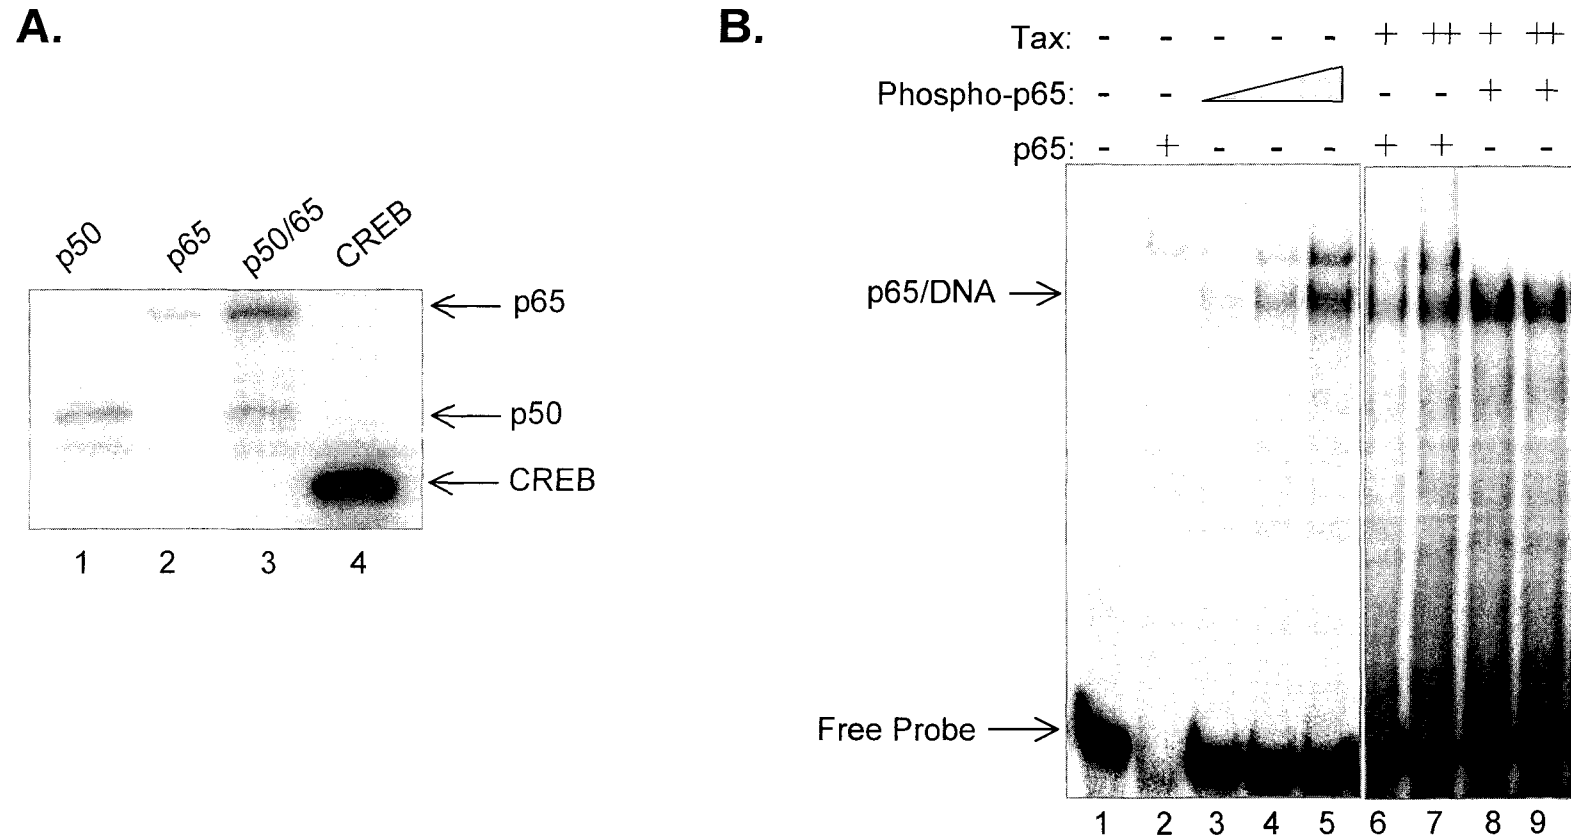 A.
p50 p65 p50/65 CREB
p65
p50
CREB
1 2 3 4
B.
Tax: - - - - - + ++ + ++
Phospho-p65: - - - - + +
p65: - + - - - + + - -
p65/DNA
Free Probe
1 2 3 4 5 6 7 8 9